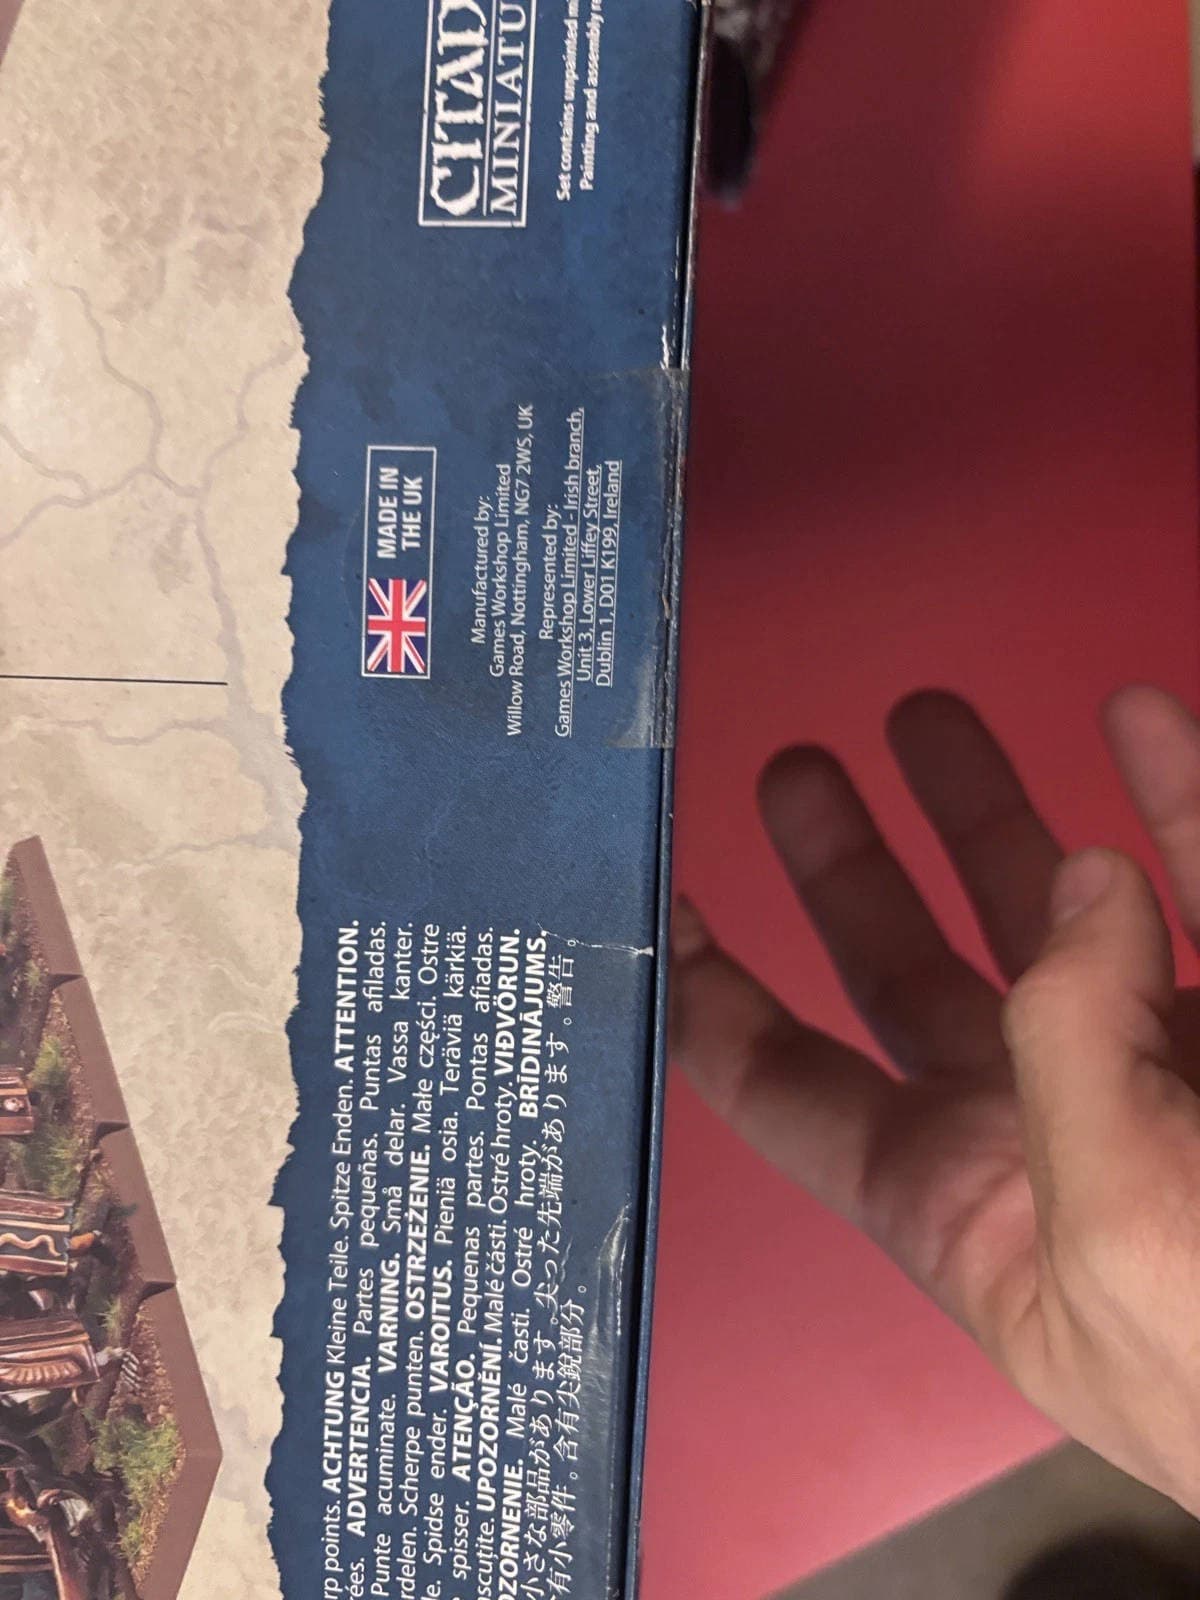 points. ACHTUNG Kleine Teile. Spitze Enden. ATTENTION.
ADVERTENCIA. Partes pequeñas. Puntas afiladas.
Punte acuminate. VARNING. Små delar. Vassa kanter.
rdelen. Scherpe punten. OSTRZEŻENIE. Małe części. Ostre
le. Spidse ender. VAROITUS. Pieniä osia. Teräviä kärkiä.
spisser. ATENÇÃO. Pequenas partes. Pontas afiadas.
ascuțite. UPOZORNĚNÍ. Malé části. Ostré hroty. VIÐVÖRUN.
OZORNENIE. Malé časti. Ostré hroty. BRĪDINĀJUMS.
小さな部品があります。尖った先端があります。警告。
有小零件。含有尖銳部分。
MADE IN
THE UK
Manufactured by:
Games Workshop Limited
Willow Road, Nottingham, NG7 2WS, UK
Represented by:
Games Workshop Limited - Irish branch,
Unit 3, Lower Liffey Street,
Dublin 1, D01 K199, Ireland
CITAD
MINIATU
Set contains unpainted m
Painting and assembly r